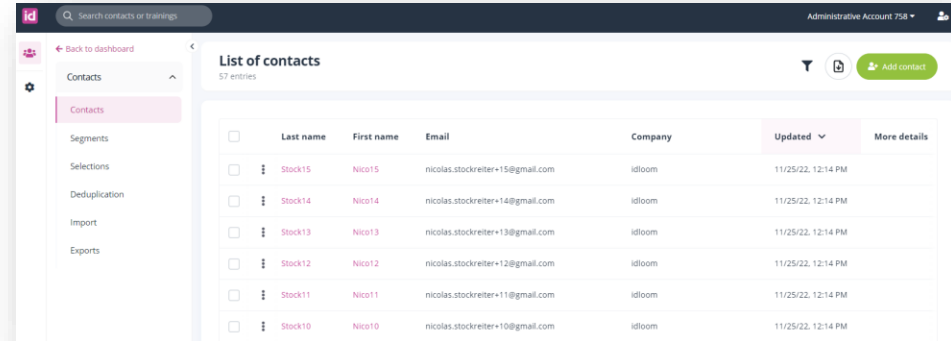 id Search contacts or trainings Administrative Account 758
Back to dashboard
Contacts
Contacts
Segments
Selections
Deduplication
Import
Exports
List of contacts
57 entries
Add contact
Last name First name Email Company Updated More details
Stock15 Nico15 nicolas.stockreiter+15@gmail.com idloom 11/25/22, 12:14 PM
Stock14 Nico14 nicolas.stockreiter+14@gmail.com idloom 11/25/22, 12:14 PM
Stock13 Nico13 nicolas.stockreiter+13@gmail.com idloom 11/25/22, 12:14 PM
Stock12 Nico12 nicolas.stockreiter+12@gmail.com idloom 11/25/22, 12:14 PM
Stock11 Nico11 nicolas.stockreiter+11@gmail.com idloom 11/25/22, 12:14 PM
Stock10 Nico10 nicolas.stockreiter+10@gmail.com idloom 11/25/22, 12:14 PM